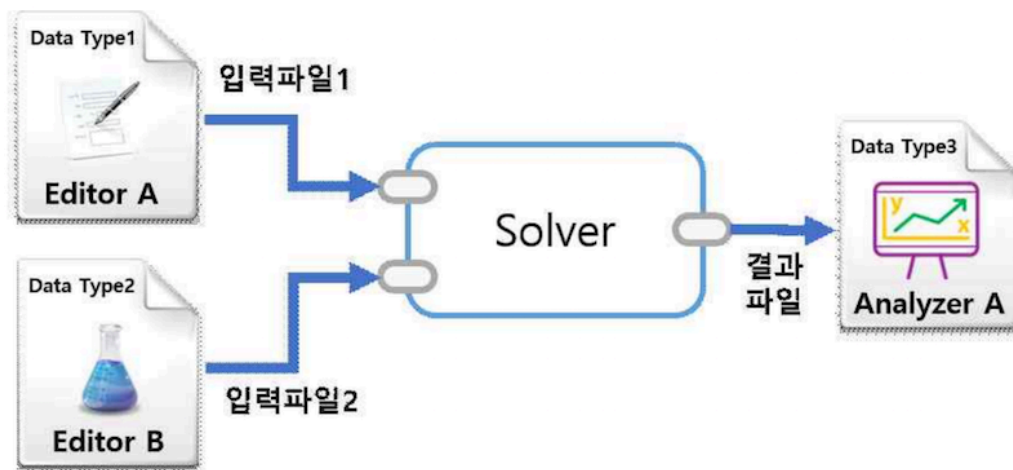 Data Type1
Editor A
입력파일1
Data Type2
Editor B
입력파일2
Solver
결과
파일
Data Type3
y
x
Analyzer A